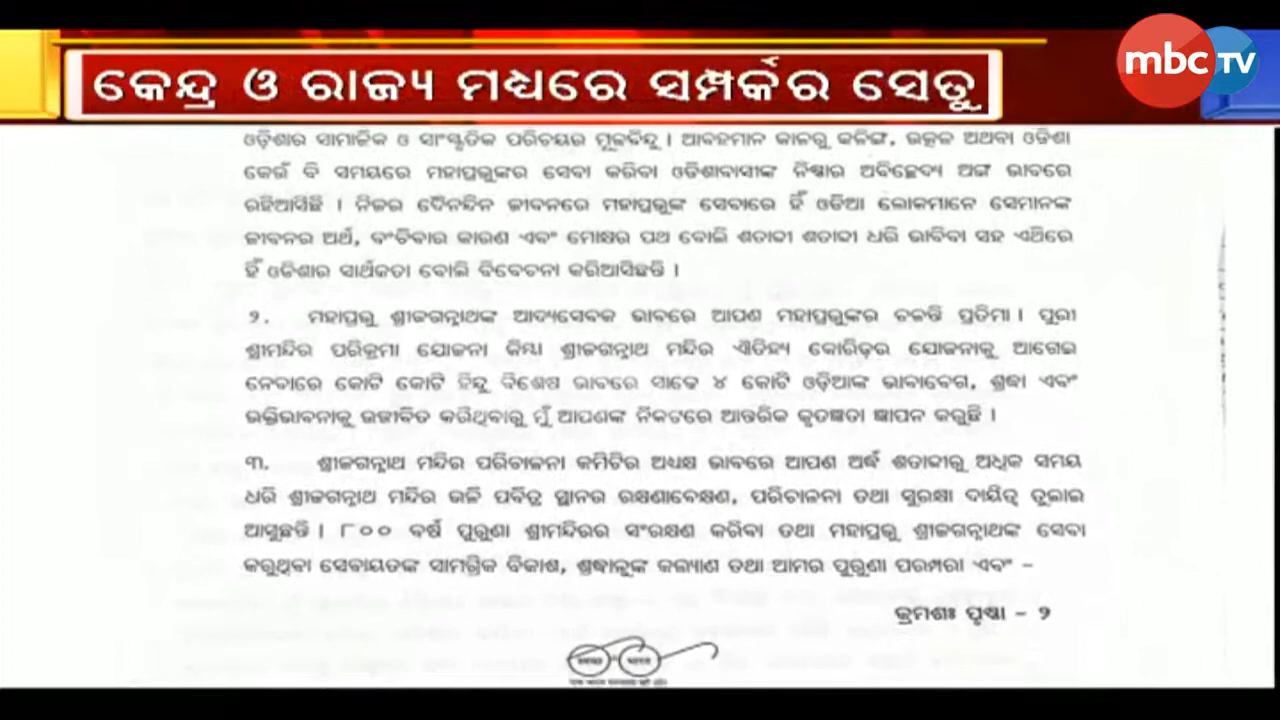 mbc TV
କେନ୍ଦ୍ର ଓ ରାଜ୍ୟ ମଧ୍ୟରେ ସମ୍ପର୍କର ସେତୁ
ଓଡ଼ିଶାର ସାମାଜିକ ଓ ସାଂସ୍କୃତିକ ପରିଚୟର ମୂଳବିନ୍ଦୁ । ଆବହମାନ କାଳରୁ କଳିଙ୍ଗ, ଉତ୍କଳ ଅଥବା ଓଡିଶା
କେଉଁ ବି ସମୟରେ ମହାପ୍ରଭୁଙ୍କର ସେବା କରିବା ଓଡିଶାବାସୀଙ୍କ ନିଷ୍ଠାର ଅବିଛେଦ୍ୟ ଅଙ୍ଗ ଭାବରେ
ରହିଆସିଛି । ନିଜର ଦୈନନ୍ଦିନ ଜୀବନରେ ମହାପ୍ରଭୁଙ୍କ ସେବାରେ ହିଁ ଓଡିଆ ଲୋକମାନେ ସେମାନଙ୍କ
ଜୀବନର ଅର୍ଥ, ବଂଚିବାର କାରଣ ଏବଂ ମୋକ୍ଷର ପଥ ବୋଲି ଶତାବ୍ଦୀ ଶତାବ୍ଦୀ ଧରି ଭାବିବା ସହ ଏଥିରେ
ହିଁ ଓଡିଶାର ସାର୍ଥକତା ବୋଲି ବିବେଚନା କରିଆସିଛନ୍ତି ।
୨. ମହାପ୍ରଭୁ ଶ୍ରୀଜଗନ୍ନାଥଙ୍କ ଆଦ୍ୟସେବକ ଭାବରେ ଆପଣ ମହାପ୍ରଭୁଙ୍କର ଚଳନ୍ତି ପ୍ରତିମା । ପୁରୀ
ଶ୍ରୀମନ୍ଦିର ପରିକ୍ରମା ଯୋଜନା କିମ୍ବା ଶ୍ରୀଜଗନ୍ନାଥ ମନ୍ଦିର ଐତିହ୍ୟ କୋରିଡ଼ର ଯୋଜନାକୁ ଆଗେଇ
ନେବାରେ କୋଟି କୋଟି ହିନ୍ଦୁ ବିଶେଷ ଭାବରେ ସାଢେ ୪ କୋଟି ଓଡ଼ିଆଙ୍କ ଭାବାବେଗ, ଶ୍ରଦ୍ଧା ଏବଂ
ଭକ୍ତିଭାବନାକୁ ଉଜ୍ଜୀବିତ କରିଥିବାରୁ ମୁଁ ଆପଣଙ୍କ ନିକଟରେ ଆନ୍ତରିକ କୃତଜ୍ଞତା ଜ୍ଞାପନ କରୁଛି ।
୩. ଶ୍ରୀଜଗନ୍ନାଥ ମନ୍ଦିର ପରିଚାଳନା କମିଟିର ଅଧ୍ୟକ୍ଷ ଭାବରେ ଆପଣ ଅର୍ଦ୍ଧ ଶତାବ୍ଦୀରୁ ଅଧିକ ସମୟ
ଧରି ଶ୍ରୀଜଗନ୍ନାଥ ମନ୍ଦିର ଭଳି ପବିତ୍ର ସ୍ଥାନର ରକ୍ଷଣାବେକ୍ଷଣ, ପରିଚାଳନା ତଥା ସୁରକ୍ଷା ଦାୟିତ୍ୱ ତୁଲାଇ
ଆସୁଛନ୍ତି । ୮୦୦ ବର୍ଷ ପୁରୁଣା ଶ୍ରୀମନ୍ଦିରର ସଂରକ୍ଷଣ କରିବା ତଥା ମହାପ୍ରଭୁ ଶ୍ରୀଜଗନ୍ନାଥଙ୍କ ସେବା
କରୁଥିବା ସେବାୟତଙ୍କ ସାମଗ୍ରିକ ବିକାଶ, ଶ୍ରଦ୍ଧାଳୁଙ୍କ କଲ୍ୟାଣ ତଥା ଆମର ପୁରୁଣା ପରମ୍ପରା ଏବଂ –
କ୍ରମଶଃ ପୃଷ୍ଠା – ୨